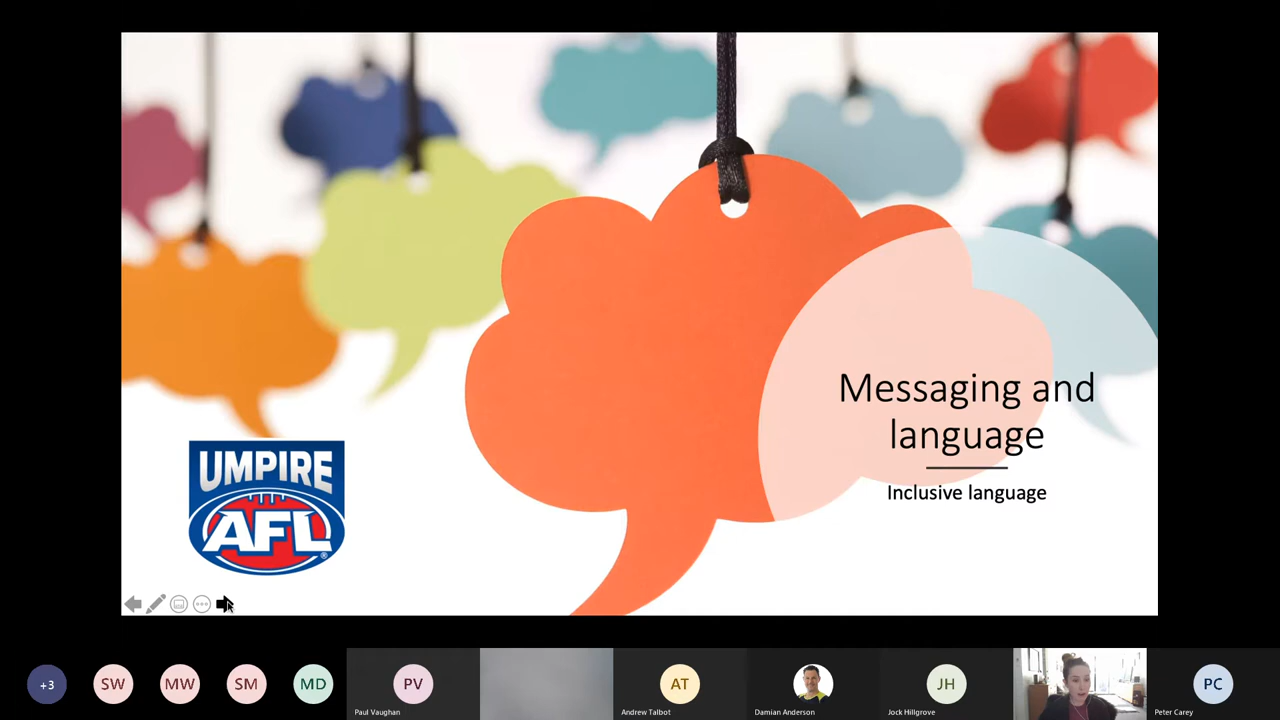 Messaging and
language
Inclusive language
UMPIRE
AFL
®
+3
SW
MW
SM
MD
PV
Paul Vaughan
AT
Andrew Talbot
Damian Anderson
JH
Jock Hillgrove
PC
Peter Carey